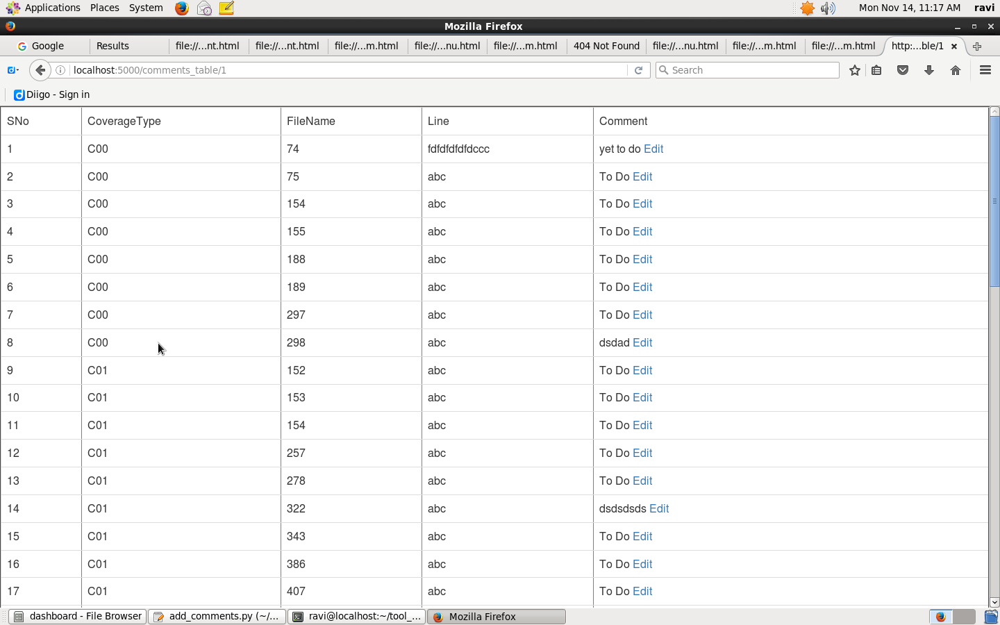 Applications Places System Mon Nov 14, 11:17 AM ravi
Mozilla Firefox
Google Results file://...nt.html file://...nt.html file://...m.html file://...nu.html file://...m.html 404 Not Found file://...nu.html file://...m.html file://...m.html http:...ble/1
localhost:5000/comments_table/1 Search
Diigo - Sign in
SNo CoverageType FileName Line Comment
1 C00 74 fdfdfdfdfdccc yet to do Edit
2 C00 75 abc To Do Edit
3 C00 154 abc To Do Edit
4 C00 155 abc To Do Edit
5 C00 188 abc To Do Edit
6 C00 189 abc To Do Edit
7 C00 297 abc To Do Edit
8 C00 298 abc dsdad Edit
9 C01 152 abc To Do Edit
10 C01 153 abc To Do Edit
11 C01 154 abc To Do Edit
12 C01 257 abc To Do Edit
13 C01 278 abc To Do Edit
14 C01 322 abc dsdsdsds Edit
15 C01 343 abc To Do Edit
16 C01 386 abc To Do Edit
17 C01 407 abc To Do Edit
dashboard - File Browser add_comments.py (~/... ravi@localhost:~/tool_... Mozilla Firefox